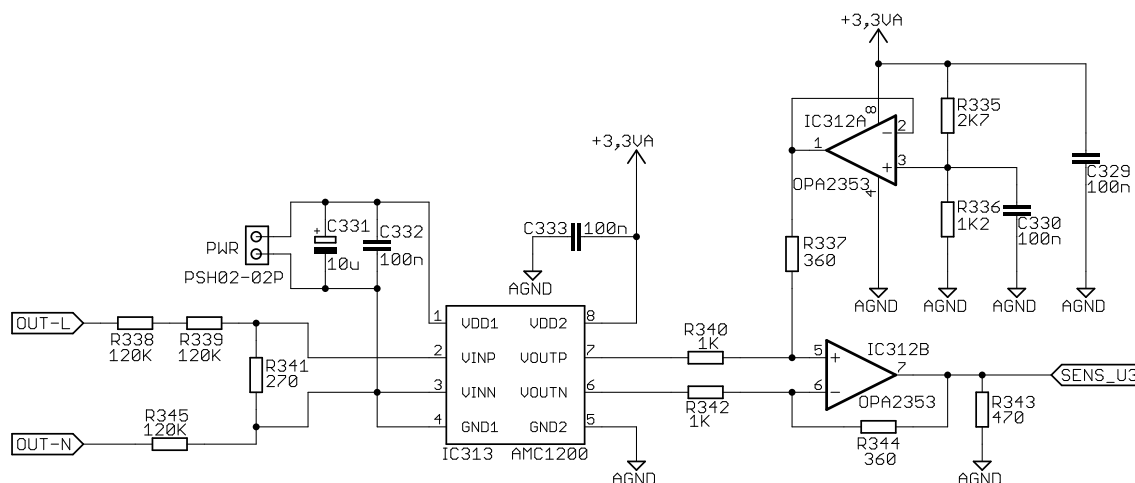 +3,3VA
IC312A
8
2
1
3
4
OPA2353
R335
2K7
R336
1K2
C330
100n
C329
100n
+3,3VA
C333
100n
AGND
R337
360
AGND
AGND
AGND
AGND
PWR
PSH02-02P
+
C331
10u
C332
100n
OUT-L
R338
120K
R339
120K
R341
270
OUT-N
R345
120K
1
VDD1
VDD2
8
2
VINP
VOUTP
7
3
VINN
VOUTN
6
4
GND1
GND2
5
IC313
AMC1200
AGND
R340
1K
R342
1K
IC312B
5
+
6
-
7
OPA2353
R344
360
R343
470
AGND
SENS_U3